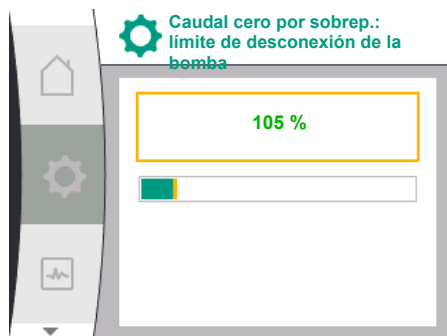 Caudal cero por sobrep.:
límite de desconexión de la
bomba
105 %